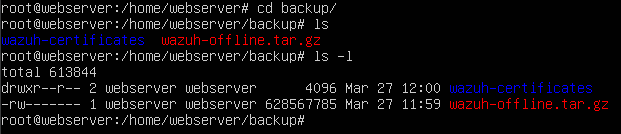 root@webserver:/home/webserver# cd backup/
root@webserver:/home/webserver/backup# ls
wazuh-certificates  wazuh-offline.tar.gz
root@webserver:/home/webserver/backup# ls -l
total 613844
drwxr--r-- 2 webserver webserver      4096 Mar 27 12:00 wazuh-certificates
-rw------- 1 webserver webserver 628567785 Mar 27 11:59 wazuh-offline.tar.gz
root@webserver:/home/webserver/backup#